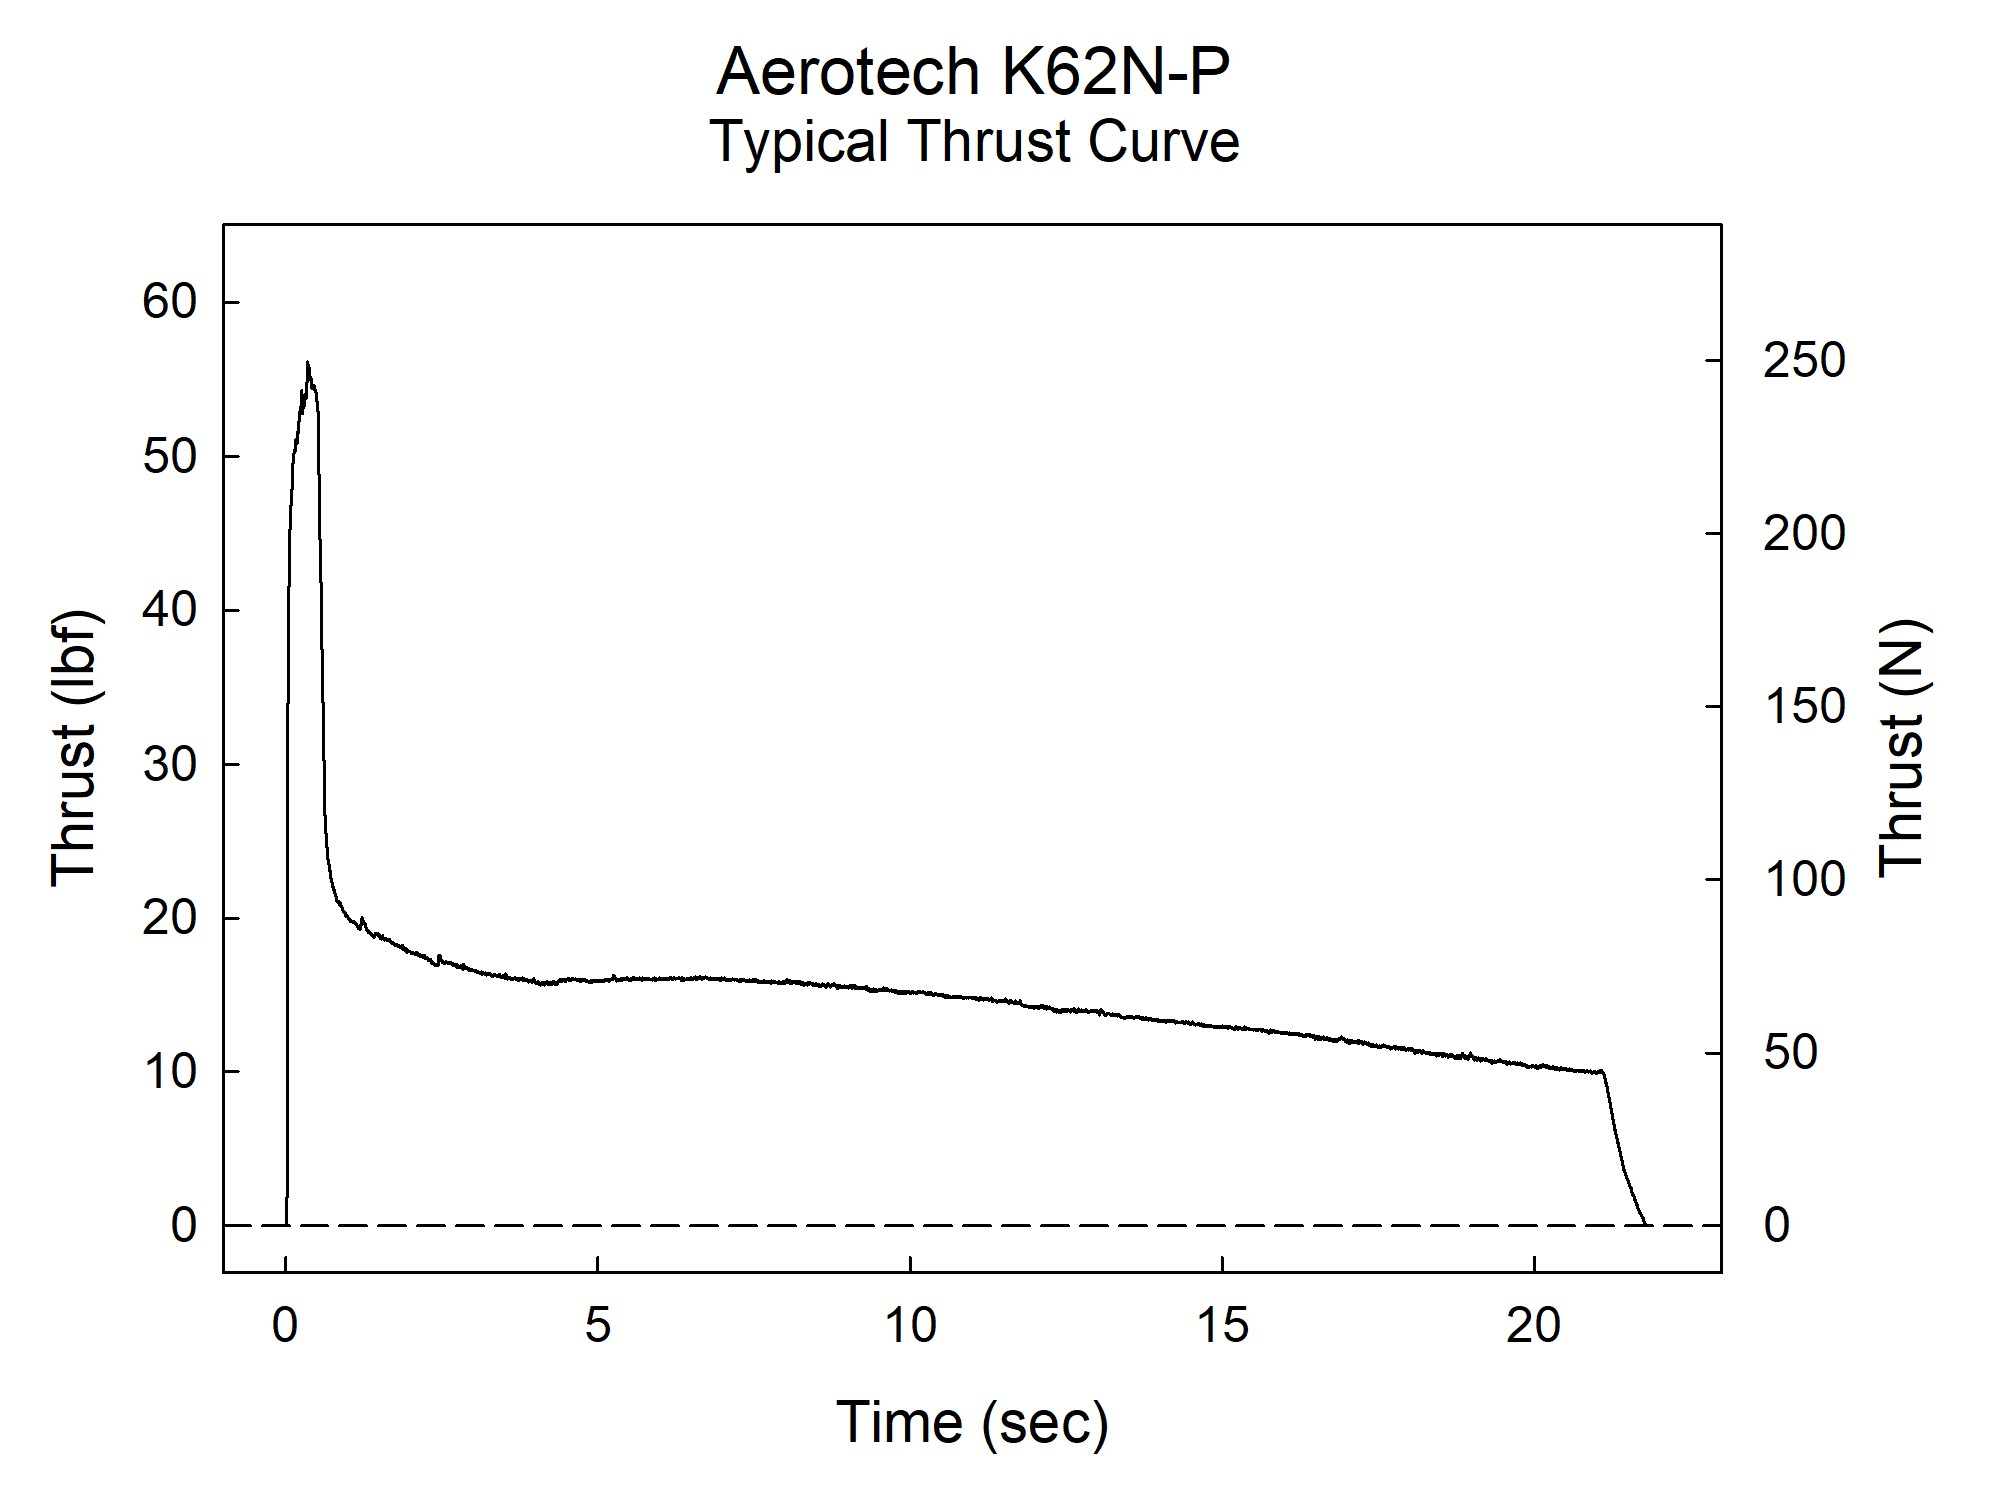 Aerotech K62N-P
Typical Thrust Curve
Thrust (lbf)
60
50
40
30
20
10
0
250
200
150
100
50
0
Thrust (N)
0 5 10 15 20
Time (sec)